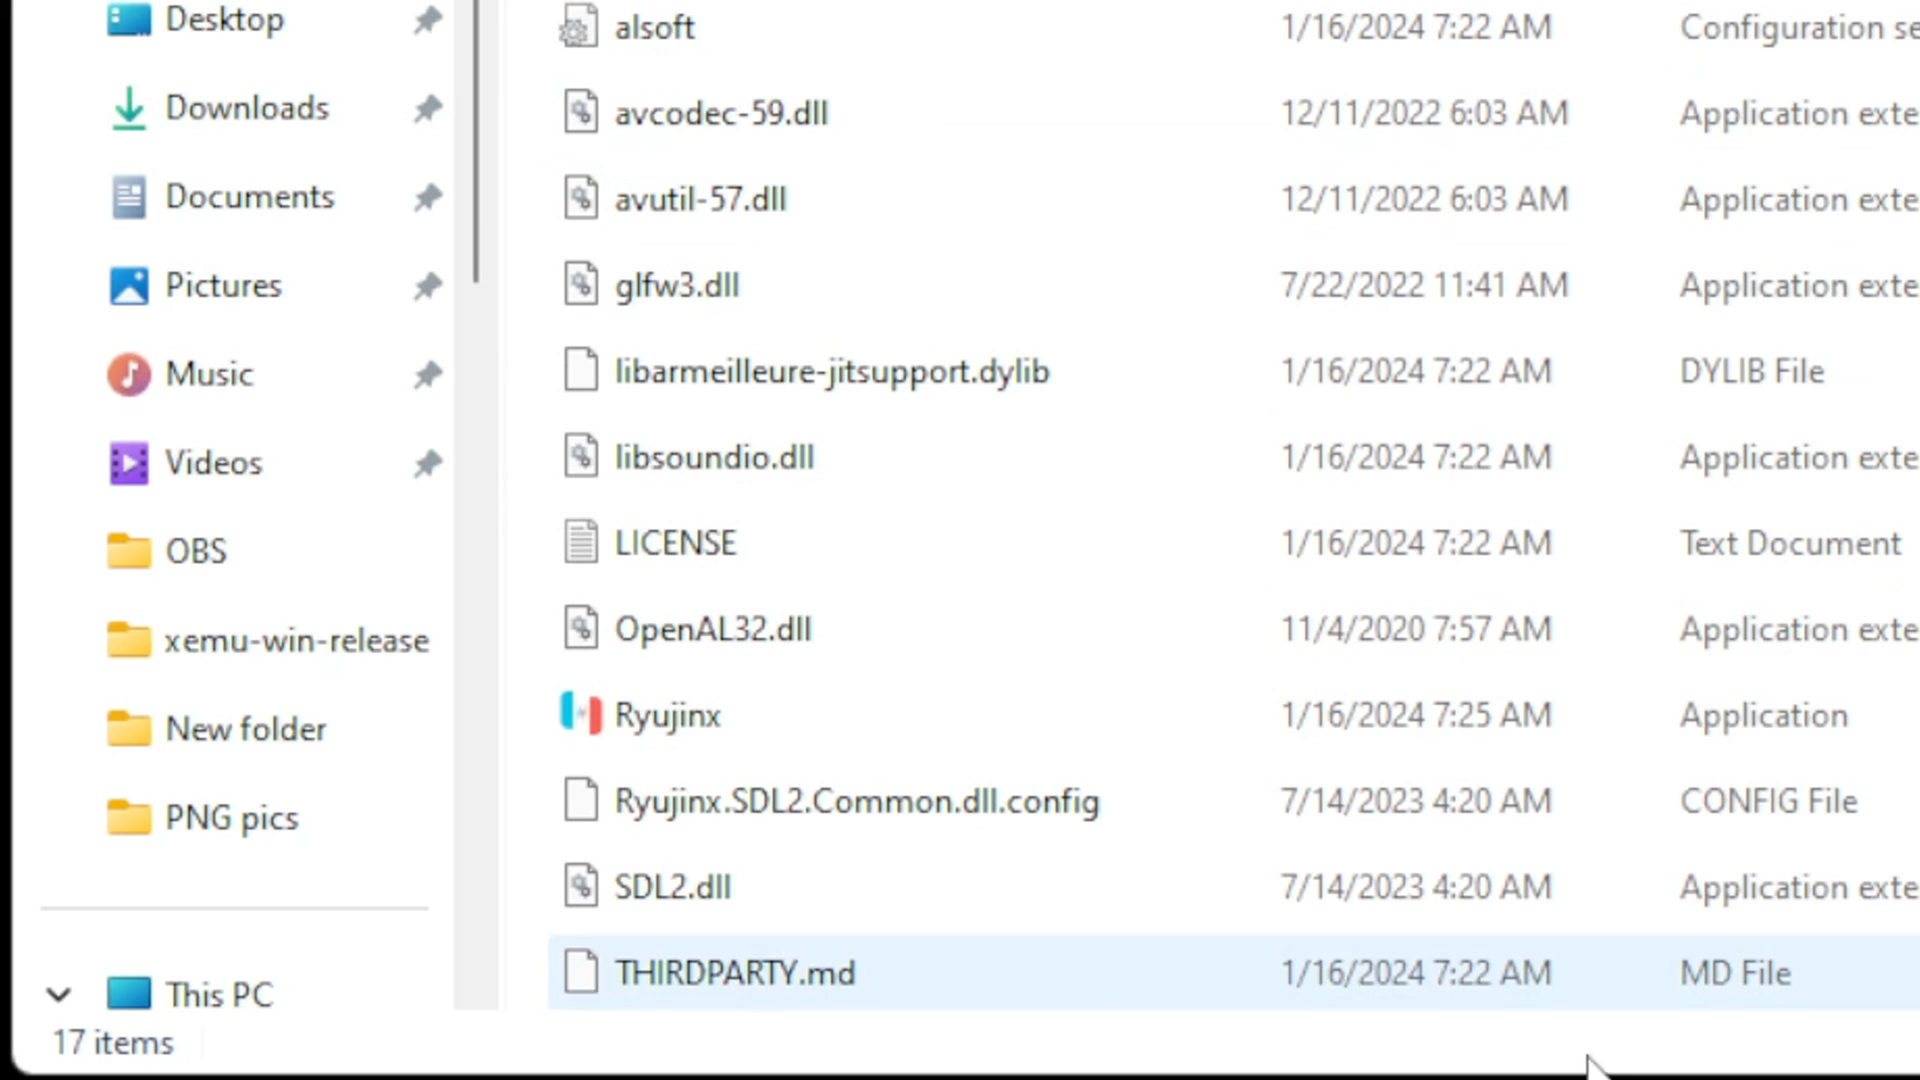 Desktop
Downloads
Documents
Pictures
Music
Videos
OBS
xemu-win-release
New folder
PNG pics
This PC
17 items
alsoft 1/16/2024 7:22 AM Configuration se
avcodec-59.dll 12/11/2022 6:03 AM Application exte
avutil-57.dll 12/11/2022 6:03 AM Application exte
glfw3.dll 7/22/2022 11:41 AM Application exte
libarmeilleure-jitsupport.dylib 1/16/2024 7:22 AM DYLIB File
libsoundio.dll 1/16/2024 7:22 AM Application exte
LICENSE 1/16/2024 7:22 AM Text Document
OpenAL32.dll 11/4/2020 7:57 AM Application exte
Ryujinx 1/16/2024 7:25 AM Application
Ryujinx.SDL2.Common.dll.config 7/14/2023 4:20 AM CONFIG File
SDL2.dll 7/14/2023 4:20 AM Application exte
THIRDPARTY.md 1/16/2024 7:22 AM MD File